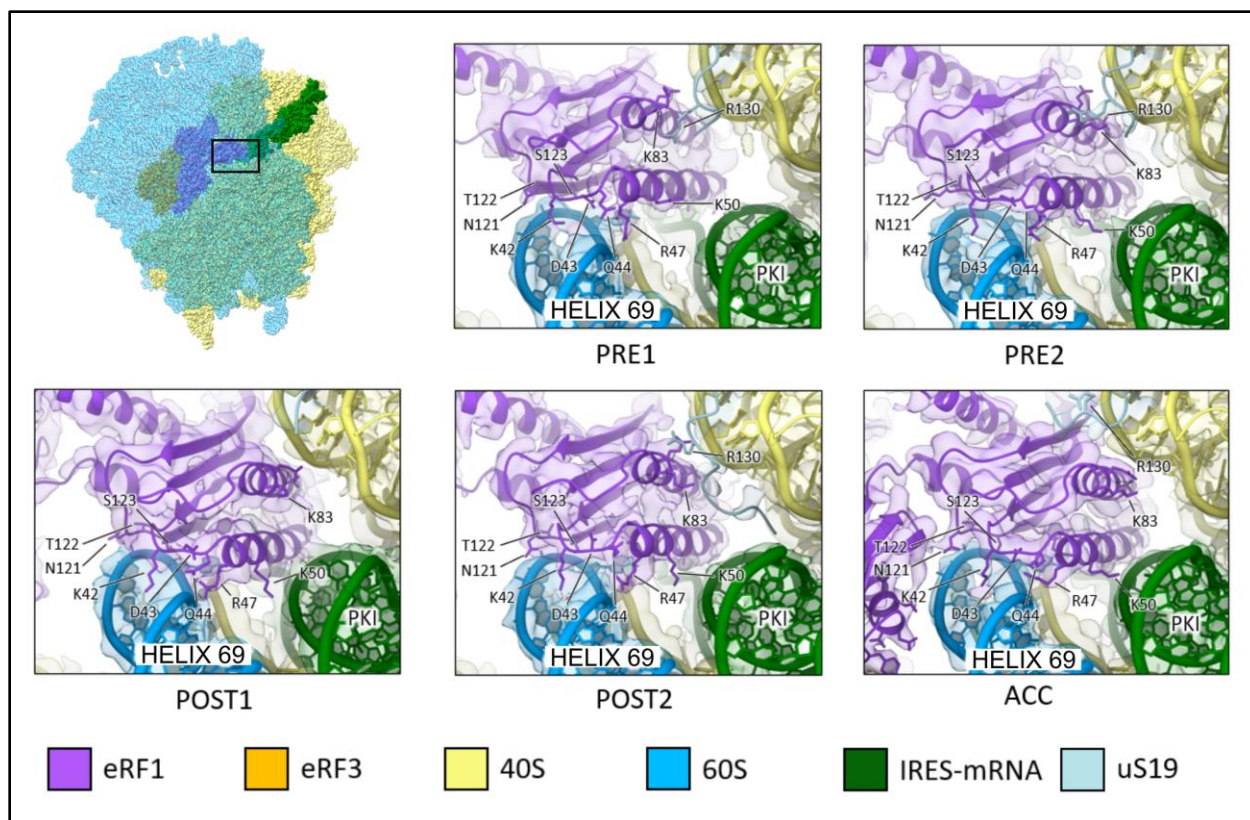 R130
S123
K83
T122
N121
K50
K42
R47
D43
Q44
PKI
HELIX 69
PRE1
R130
S123
K83
T122
N121
K50
K42
R47
D43
Q44
PKI
HELIX 69
PRE2
S123
K83
T122
N121
K50
K42
R47
D43
Q44
PKI
HELIX 69
POST1
R130
S123
K83
T122
N121
K50
K42
R47
D43
Q44
PKI
HELIX 69
POST2
R130
S123
K83
T122
N121
K42
R47
K50
D43
Q44
PKI
HELIX 69
ACC
eRF1
eRF3
40S
60S
IRES-mRNA
uS19